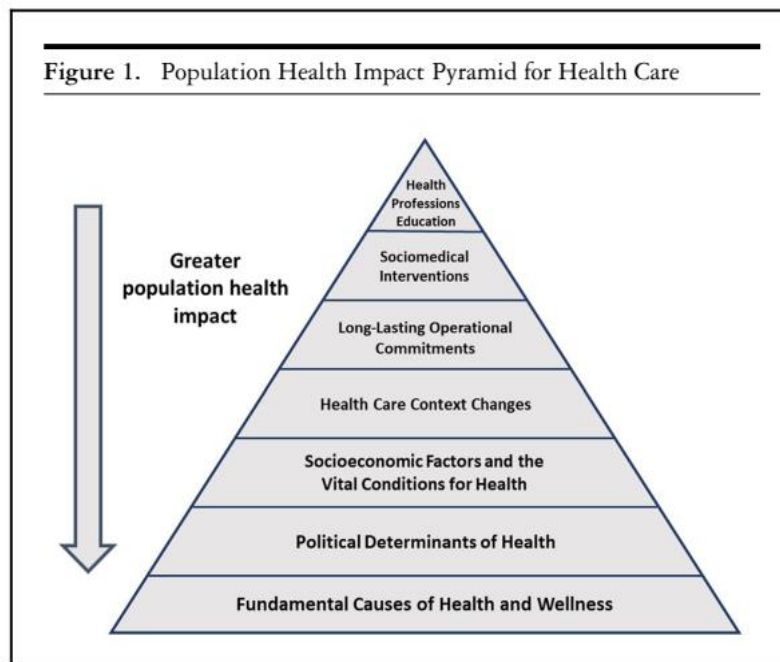 Figure 1. Population Health Impact Pyramid for Health Care
Greater
population health
impact
Health
Professions
Education
Sociomedical
Interventions
Long-Lasting Operational
Commitments
Health Care Context Changes
Socioeconomic Factors and the
Vital Conditions for Health
Political Determinants of Health
Fundamental Causes of Health and Wellness